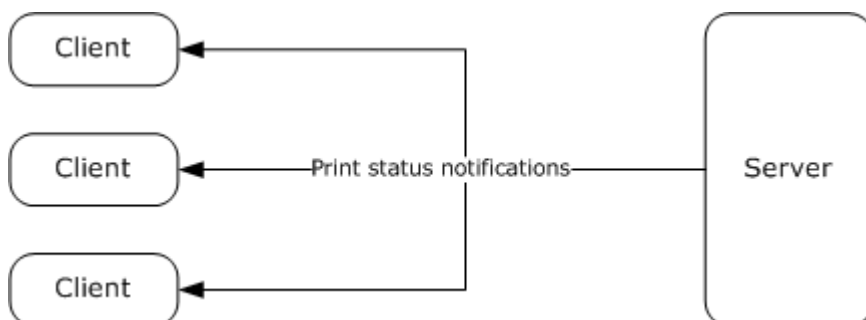 Client
Client
Print status notifications
Server
Client